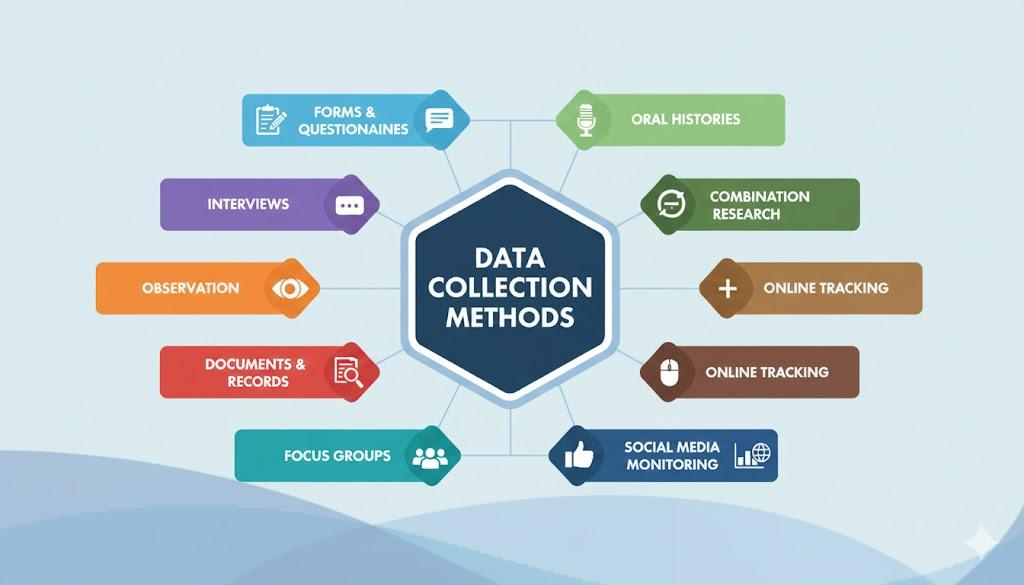 FORMS &
QUESTIONAINES
ORAL HISTORIES
INTERVIEWS
COMBINATION
RESEARCH
OBSERVATION
DATA
COLLECTION
METHODS
ONLINE TRACKING
DOCUMENTS &
RECORDS
ONLINE TRACKING
FOCUS GROUPS
SOCIAL MEDIA
MONITORING